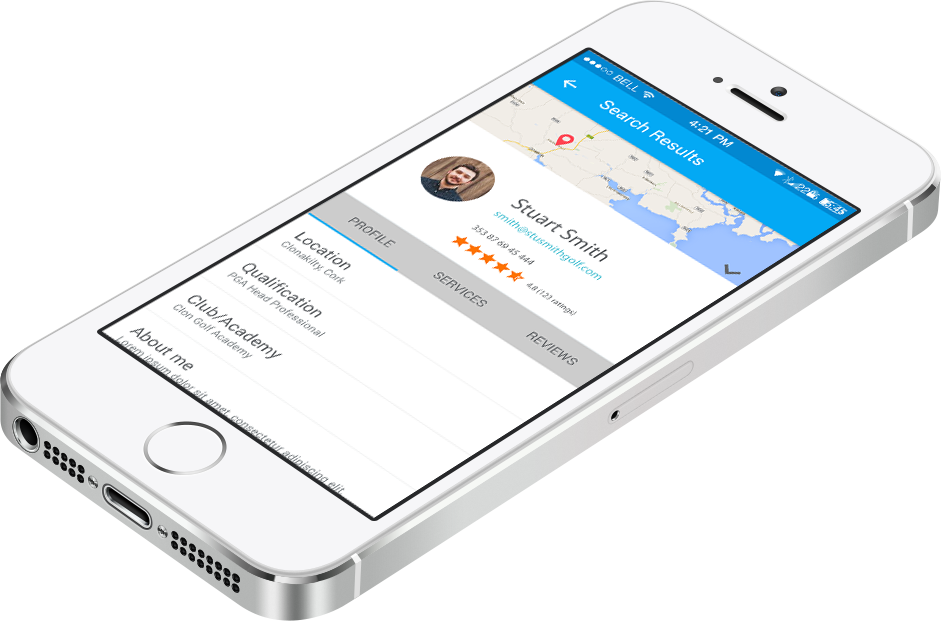 BELL
4:21 PM
22
5:45
Search Results
Stuart Smith
smith@stusmithgolf.com
353 87 69 45 444
4.8 (123 ratings)
PROFILE
SERVICES
REVIEWS
Location
Clonakilty, Cork
Qualification
PGA Head Professional
Club/Academy
Clon Golf Academy
About me
Lorem ipsum dolor sit amet, consectetur adipiscing elit